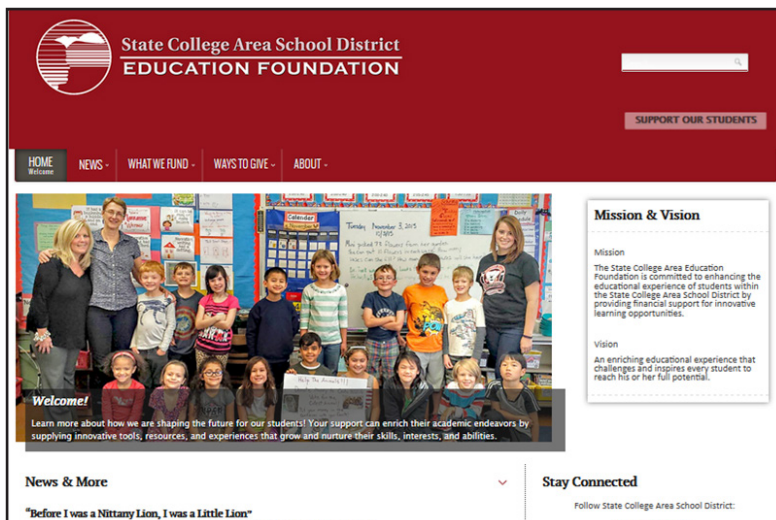 State College Area School District
EDUCATION FOUNDATION
SUPPORT OUR STUDENTS
HOME
Welcome
NEWS
WHAT WE FUND
WAYS TO GIVE
ABOUT
Calendar
Tuesday November 3, 2015
11/3/15
Help The Animals!!!
Welcome!
Learn more about how we are shaping the future for our students! Your support can enrich their academic endeavors by
supplying innovative tools, resources, and experiences that grow and nurture their skills, interests, and abilities.
Mission & Vision
Mission
The State College Area Education
Foundation is committed to enhancing the
educational experience of students within
the State College Area School District by
providing financial support for innovative
learning opportunities.
Vision
An enriching educational experience that
challenges and inspires every student to
reach his or her full potential.
News & More
"Before I was a Nittany Lion, I was a Little Lion"
Stay Connected
Follow State College Area School District: